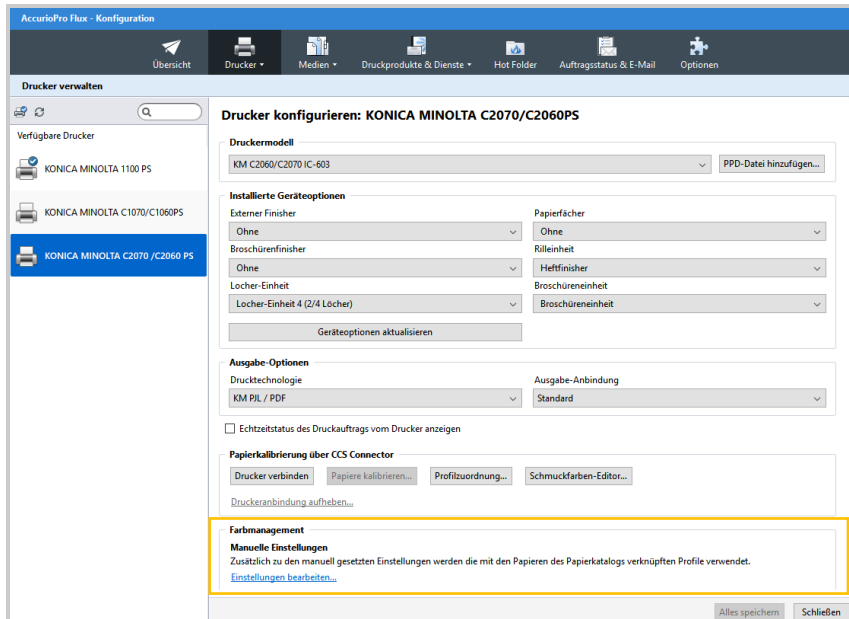 AccurioPro Flux - Konfiguration
Übersicht
Drucker
Medien
Druckprodukte & Dienste
Hot Folder
Auftragsstatus & E-Mail
Optionen
Drucker verwalten
Verfügbare Drucker
KONICA MINOLTA 1100 PS
KONICA MINOLTA C1070/C1060PS
KONICA MINOLTA C2070 /C2060 PS
Drucker konfigurieren: KONICA MINOLTA C2070/C2060PS
Druckermodell
KM C2060/C2070 IC-603
PPD-Datei hinzufügen...
Installierte Geräteoptionen
Externer Finisher
Papierfächer
Ohne
Ohne
Broschürenfinisher
Rilleinheit
Ohne
Heftfinisher
Locher-Einheit
Broschüreneinheit
Locher-Einheit 4 (2/4 Löcher)
Broschüreneinheit
Geräteoptionen aktualisieren
Ausgabe-Optionen
Drucktechnologie
Ausgabe-Anbindung
KM PJL / PDF
Standard
Echtzeitstatus des Druckauftrags vom Drucker anzeigen
Papierkalibrierung über CCS Connector
Drucker verbinden
Papiere kalibrieren...
Profilzuordnung...
Schmuckfarben-Editor...
Druckeranbindung aufheben...
Farbmanagement
Manuelle Einstellungen
Zusätzlich zu den manuell gesetzten Einstellungen werden die mit den Papieren des Papierkatalogs verknüpften Profile verwendet.
Einstellungen bearbeiten...
Alles speichern
Schließen